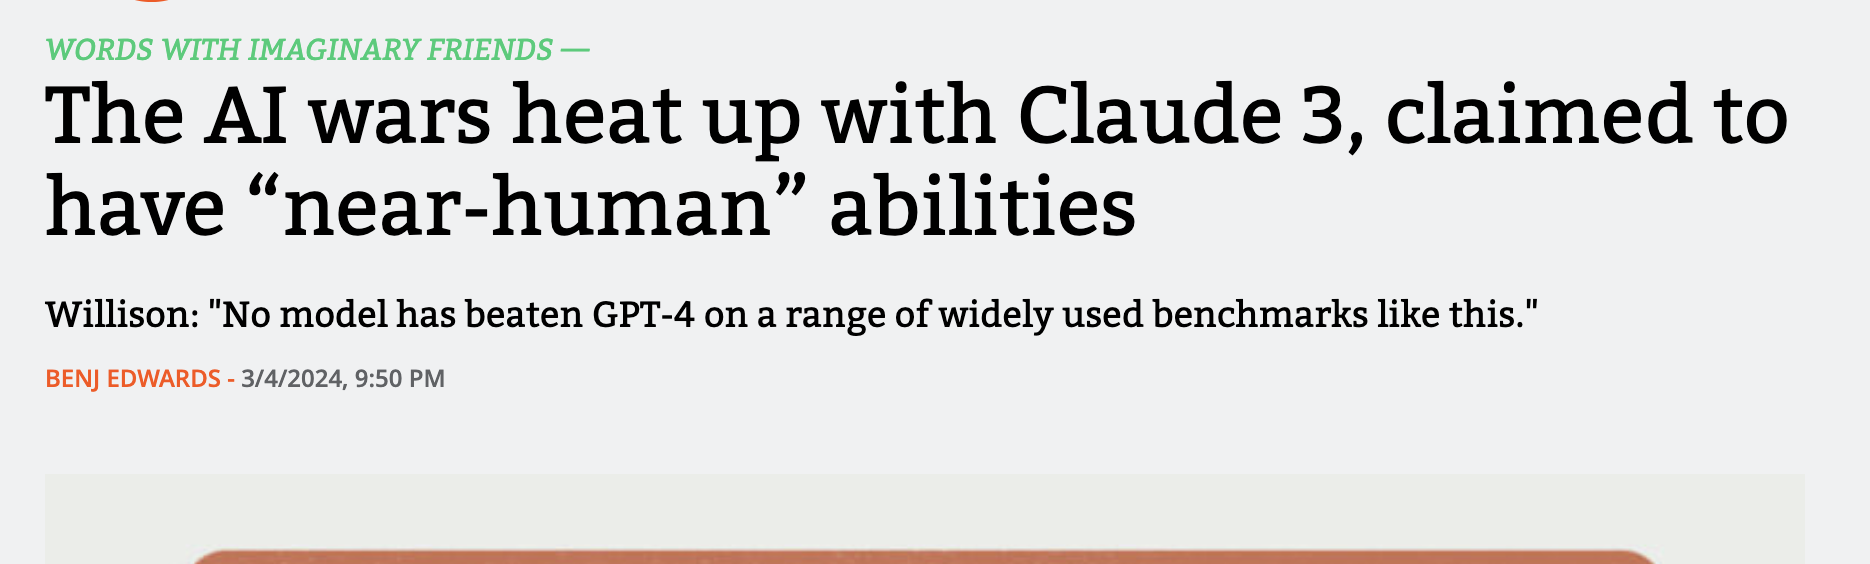 WORDS WITH IMAGINARY FRIENDS —
The AI wars heat up with Claude 3, claimed to
have “near-human” abilities
Willison: "No model has beaten GPT-4 on a range of widely used benchmarks like this."
BENJ EDWARDS - 3/4/2024, 9:50 PM